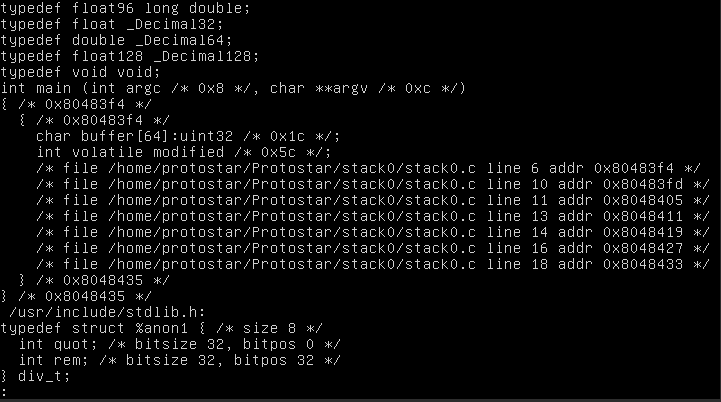 typedef float96 long double;
typedef float _Decimal32;
typedef double _Decimal64;
typedef float128 _Decimal128;
typedef void void;
int main (int argc /* 0x8 */, char **argv /* 0xc */)
{ /* 0x80483f4 */
  { /* 0x80483f4 */
    char buffer[64]:uint32 /* 0x1c */;
    int volatile modified /* 0x5c */;
    /* file /home/protostar/Protostar/stack0/stack0.c line 6 addr 0x80483f4 */
    /* file /home/protostar/Protostar/stack0/stack0.c line 10 addr 0x80483fd */
    /* file /home/protostar/Protostar/stack0/stack0.c line 11 addr 0x8048405 */
    /* file /home/protostar/Protostar/stack0/stack0.c line 13 addr 0x8048411 */
    /* file /home/protostar/Protostar/stack0/stack0.c line 14 addr 0x8048419 */
    /* file /home/protostar/Protostar/stack0/stack0.c line 16 addr 0x8048427 */
    /* file /home/protostar/Protostar/stack0/stack0.c line 18 addr 0x8048433 */
  } /* 0x8048435 */
} /* 0x8048435 */
 /usr/include/stdlib.h:
typedef struct %anon1 { /* size 8 */
  int quot; /* bitsize 32, bitpos 0 */
  int rem; /* bitsize 32, bitpos 32 */
} div_t;
: